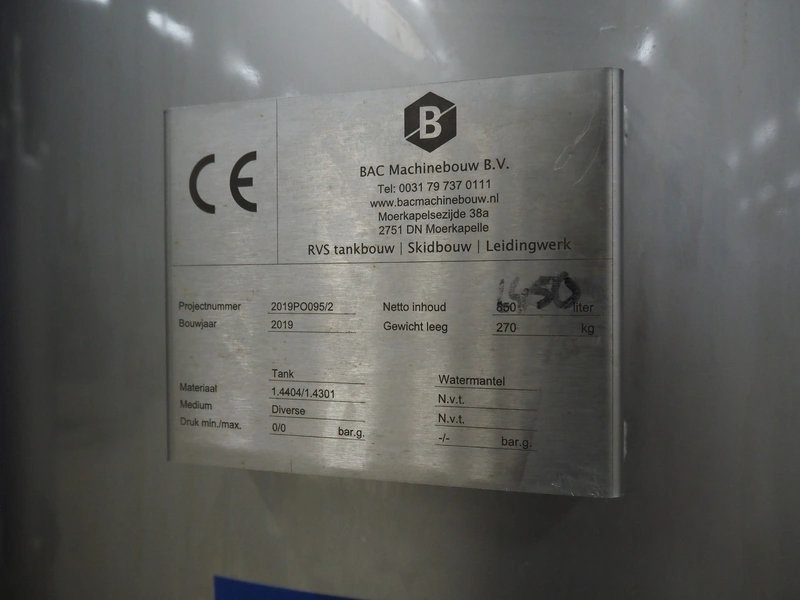 B
CE
BAC Machinebouw B.V.
Tel: 0031 79 737 0111
www.bacmachinebouw.nl
Moerkapelsezijde 38a
2751 DN Moerkapelle
RVS tankbouw | Skidbouw | Leidingwerk
Projectnummer 2019PO095/2 Netto inhoud 850 liter
Bouwjaar 2019 Gewicht leeg 270 kg
Tank Watermantel
Materiaal 1.4404/1.4301 N.v.t.
Medium Diverse N.v.t.
Druk min./max. 0/0 bar.g. -/- bar.g.